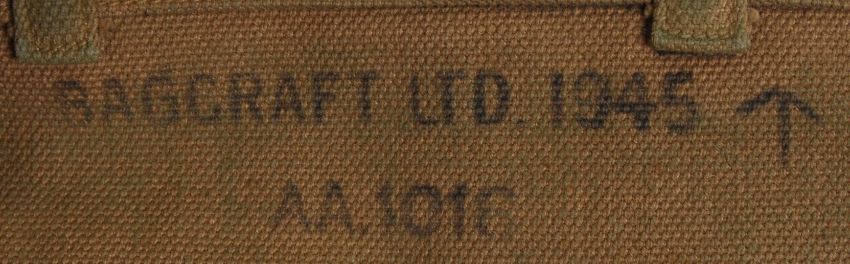 BAGCRAFT LTD. 1945 ↑
AA.1016